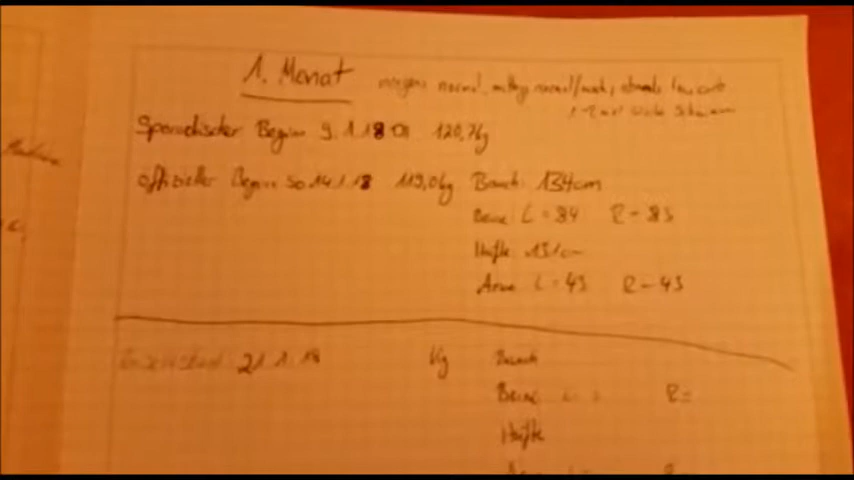 1. Monat
morgens normal, mittags normal/
abends low carb
Sporadischer Beginn 9.1.18 Di 120,7kg
offizieller Beginn So 14.1.18 119,0kg Bauch: 134cm
Beine L = 84 R = 83
Hüfte 131cm
Arme L = 43 R = 43
21.1.18 kg Bauch
Beine L = R =
Hüfte